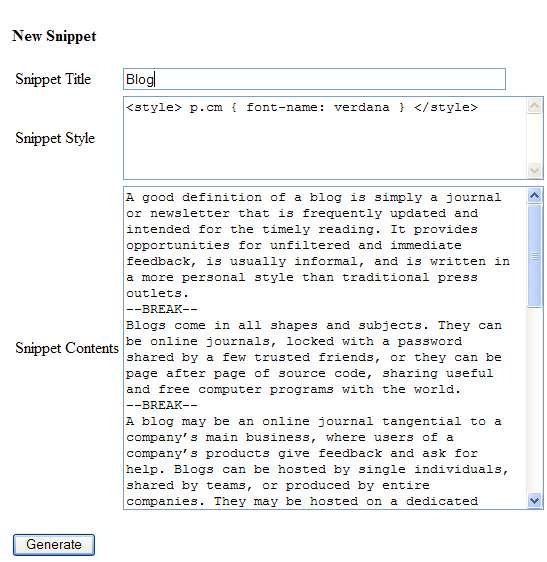 New Snippet
Snippet Title
Blog
Snippet Style
<style> p.cm { font-name: verdana } </style>
Snippet Contents
A good definition of a blog is simply a journal
or newsletter that is frequently updated and
intended for the timely reading. It provides
opportunities for unfiltered and immediate
feedback, is usually informal, and is written in
a more personal style than traditional press
outlets.
--BREAK--
Blogs come in all shapes and subjects. They can
be online journals, locked with a password
shared by a few trusted friends, or they can be
page after page of source code, sharing useful
and free computer programs with the world.
--BREAK--
A blog may be an online journal tangential to a
company’s main business, where users of a
company’s products give feedback and ask for
help. Blogs can be hosted by single individuals,
shared by teams, or produced by entire
companies. They may be hosted on a dedicated
Generate